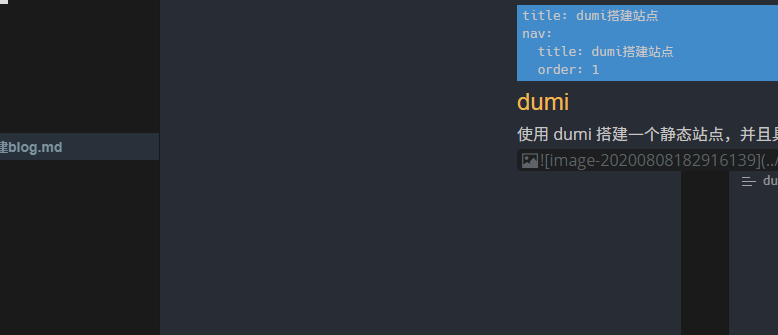 title: dumi搭建站点
nav:
title: dumi搭建站点
order: 1
dumi
建blog.md
使用 dumi 搭建一个静态站点，并且
![image-20200808182916139](../
du